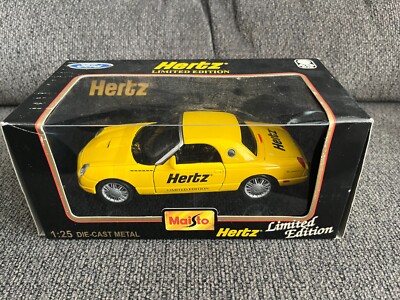 Hertz
LIMITED EDITION
Hertz
Hertz
Hertz
LIMITED EDITION
Maisto
1:25 DIE-CAST METAL
Hertz
Limited
Edition